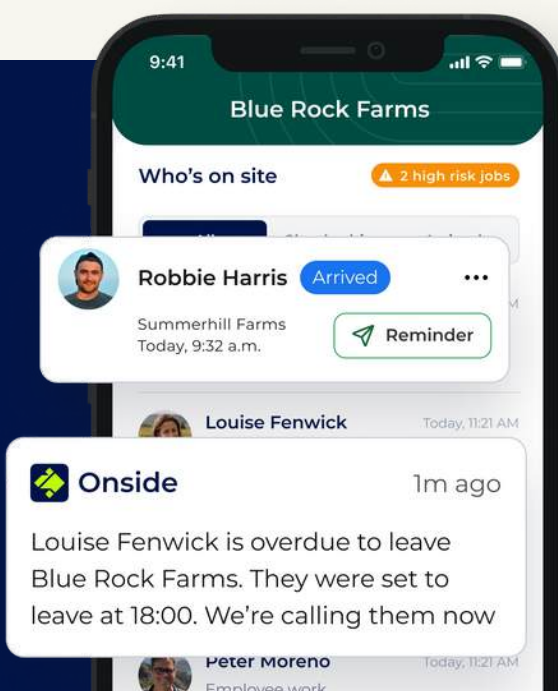 9:41
Blue Rock Farms
Who's on site
2 high risk jobs
Robbie Harris Arrived
Summerhill Farms
Today, 9:32 a.m.
Reminder
Louise Fenwick Today, 11:21 AM
Onside 1m ago
Louise Fenwick is overdue to leave
Blue Rock Farms. They were set to
leave at 18:00. We're calling them now
Peter Moreno Today, 11:21 AM
Employee work